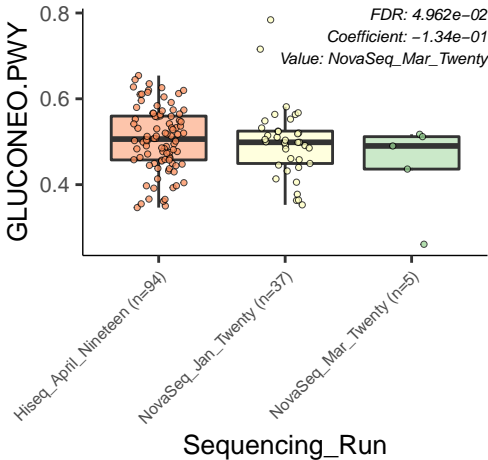 FDR: 4.962e−02
Coefficient: −1.34e−01
Value: NovaSeq_Mar_Twenty
0.8
0.6
0.4
GLUCONEO.PWY
Hiseq_April_Nineteen (n=94)
NovaSeq_Jan_Twenty (n=37)
NovaSeq_Mar_Twenty (n=5)
Sequencing_Run